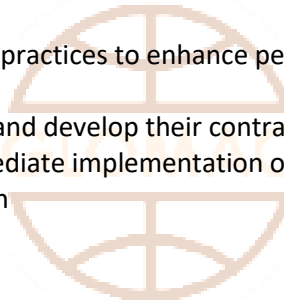 practices to enhance pe
and develop their contra
ediate implementation o